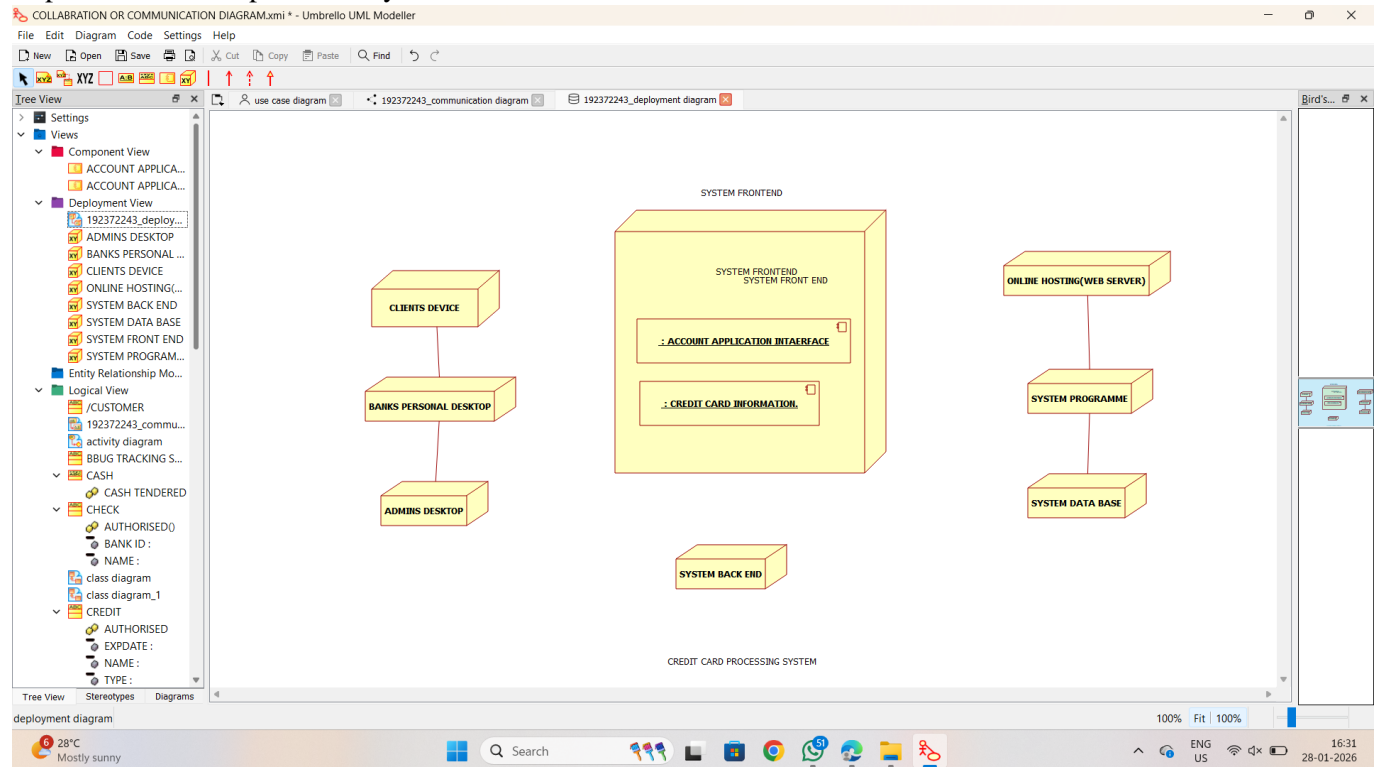 COLLABRATION OR COMMUNICATION DIAGRAM.xmi * - Umbrello UML Modeller
File Edit Diagram Code Settings Help
New Open Save Cut Copy Paste Find
XYZ
Tree View
use case diagram
192372243_communication diagram
192372243_deployment diagram
Bird's...
Settings
Views
Component View
ACCOUNT APPLICA...
ACCOUNT APPLICA...
Deployment View
192372243_deploy...
ADMINS DESKTOP
BANKS PERSONAL ...
CLIENTS DEVICE
ONLINE HOSTING(...
SYSTEM BACK END
SYSTEM DATA BASE
SYSTEM FRONT END
SYSTEM PROGRAM...
Entity Relationship Mo...
Logical View
/CUSTOMER
192372243_commu...
activity diagram
BBUG TRACKING S...
CASH
CASH TENDERED
CHECK
AUTHORISED()
BANK ID :
NAME :
class diagram
class diagram_1
CREDIT
AUTHORISED
EXPDATE :
NAME :
TYPE :
Tree View Stereotypes Diagrams
SYSTEM FRONTEND
SYSTEM FRONTEND
SYSTEM FRONT END
: ACCOUNT APPLICATION INTAERFACE
: CREDIT CARD INFORMATION.
CLIENTS DEVICE
BANKS PERSONAL DESKTOP
ADMINS DESKTOP
ONLINE HOSTING(WEB SERVER)
SYSTEM PROGRAMME
SYSTEM DATA BASE
SYSTEM BACK END
CREDIT CARD PROCESSING SYSTEM
deployment diagram
100% Fit 100%
6
28°C
Mostly sunny
Search
51
ENG
US
16:31
28-01-2026